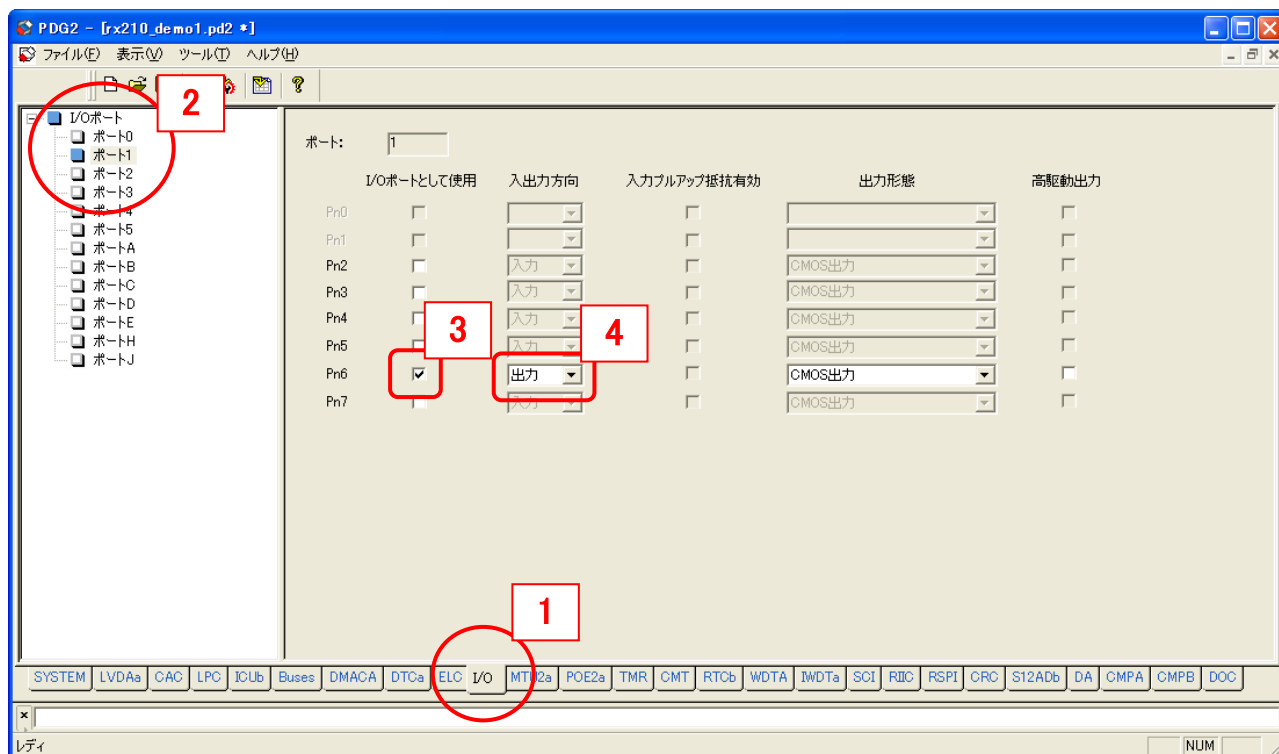 PDG2 - [rx210_demo1.pd2 *]
ファイル(F) 表示(V) ツール(T) ヘルプ(H)
2
I/Oポート
ポート0
ポート1
ポート2
ポート3
ポート4
ポート5
ポートA
ポートB
ポートC
ポートD
ポートE
ポートH
ポートJ
ポート: 1
I/Oポートとして使用 入出力方向 入力プルアップ抵抗有効 出力形態 高駆動出力
Pn0
Pn1
Pn2 入力 CMOS出力
Pn3 入力 CMOS出力
Pn4 入力 CMOS出力
Pn5 入力 CMOS出力
3
4
Pn6 出力 CMOS出力
Pn7 入力 CMOS出力
1
SYSTEM LVDAa CAC LPC ICUb Buses DMACA DTCa ELC I/O MTU2a POE2a TMR CMT RTCb WDTA IWDTa SCI RIIC RSPI CRC S12ADb DA CMPA CMPB DOC
レディ NUM